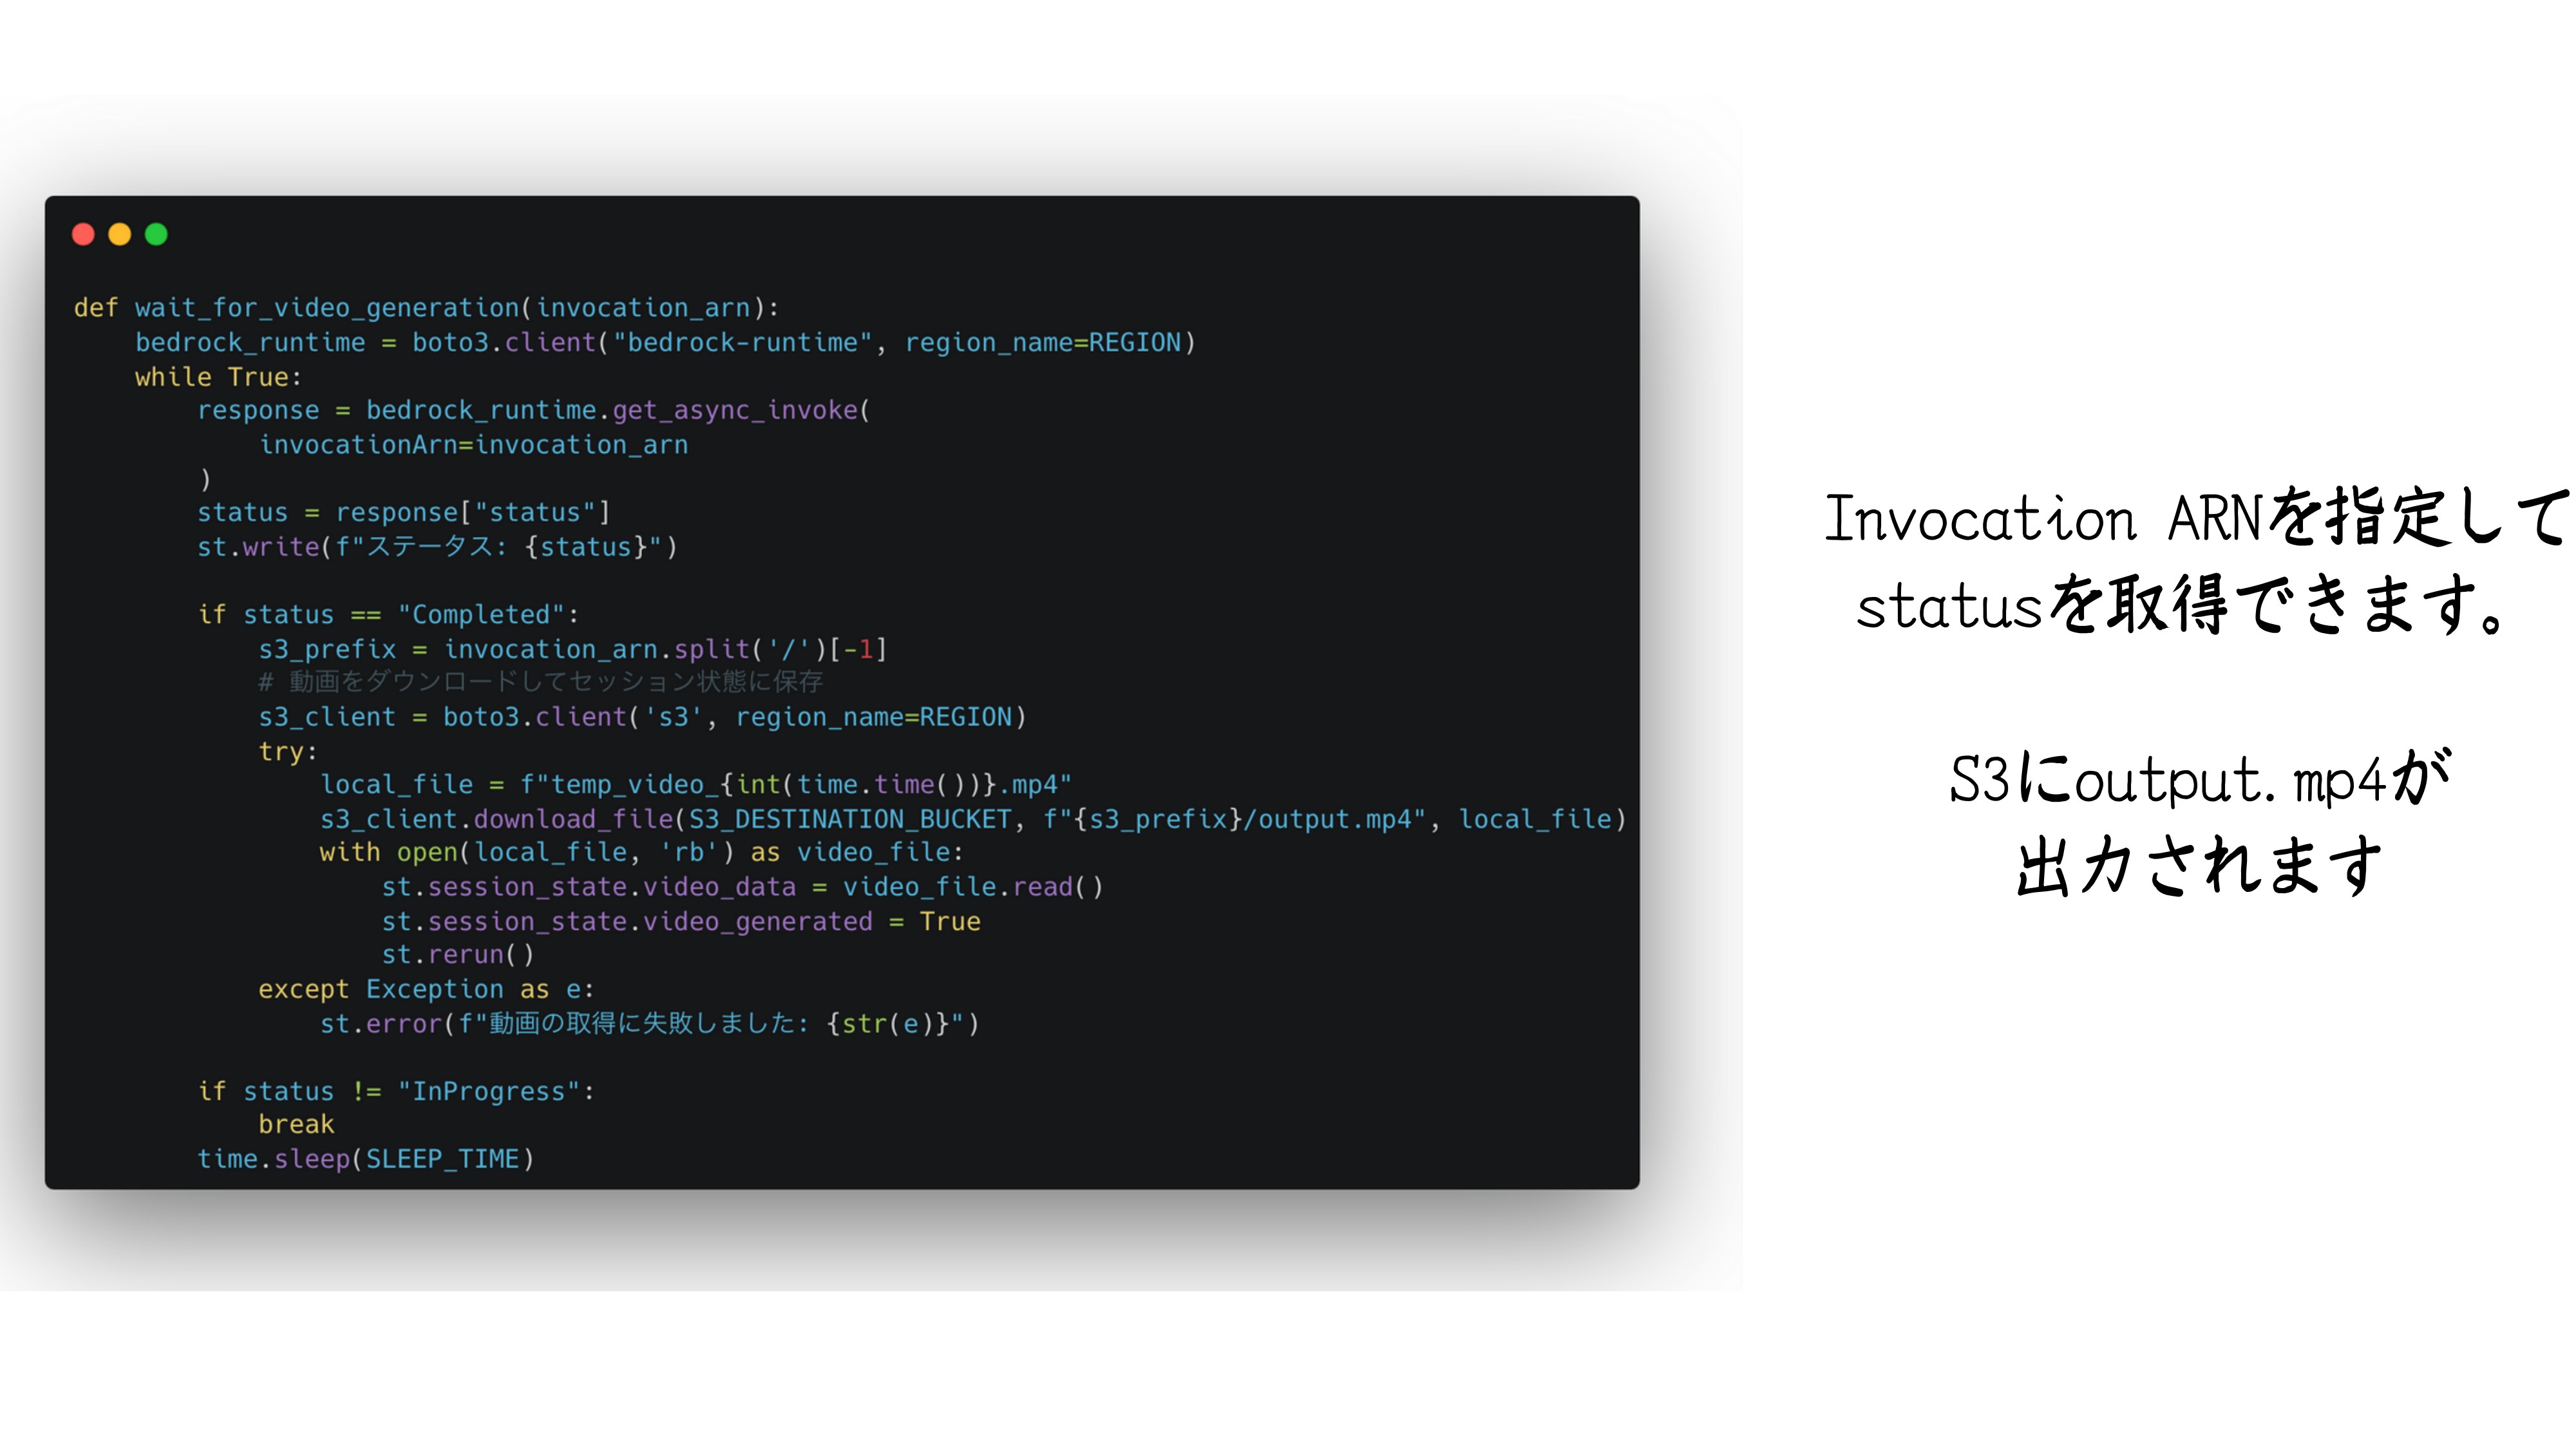 def wait_for_video_generation(invocation_arn):
    bedrock_runtime = boto3.client("bedrock-runtime", region_name=REGION)
    while True:
        response = bedrock_runtime.get_async_invoke(
            invocationArn=invocation_arn
        )
        status = response["status"]
        st.write(f"ステータス: {status}")

        if status == "Completed":
            s3_prefix = invocation_arn.split('/')[-1]
            # 動画をダウンロードしてセッション状態に保存
            s3_client = boto3.client('s3', region_name=REGION)
            try:
                local_file = f"temp_video_{int(time.time())}.mp4"
                s3_client.download_file(S3_DESTINATION_BUCKET, f"{s3_prefix}/output.mp4", local_file)
                with open(local_file, 'rb') as video_file:
                    st.session_state.video_data = video_file.read()
                    st.session_state.video_generated = True
                    st.rerun()
            except Exception as e:
                st.error(f"動画の取得に失敗しました: {str(e)}")

        if status != "InProgress":
            break
        time.sleep(SLEEP_TIME)
Invocation ARNを指定して
statusを取得できます。
S3にoutput.mp4が
出力されます